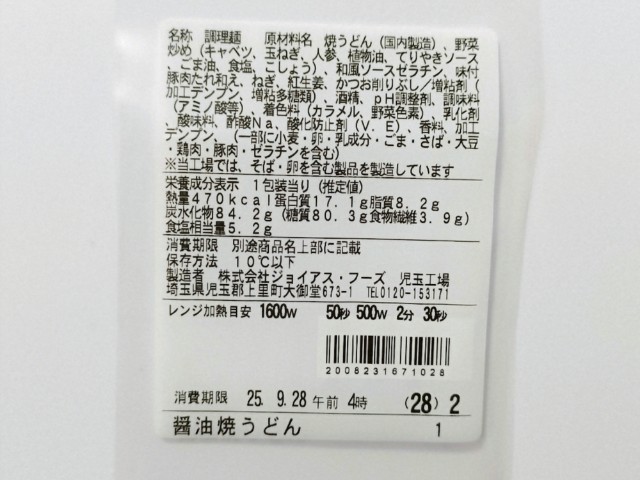 名称 調理麺 原材料名 焼うどん(国内製造)、野菜
炒め(キャベツ、玉ねぎ、人参、植物油、てりやきソース
、ごま油、食塩、こしょう)、和風ソースゼラチン、味付
豚肉たれ和え、ねぎ、紅生姜、かつお削りぶし/増粘剤(
加工デンプン、増粘多糖類)、酒精、pH調整剤、調味料
(アミノ酸等)、着色料(カラメル、野菜色素)、乳化剤
、酸味料、酢酸Na、酸化防止剤(V.E)、香料、加工
デンプン、(一部に小麦・卵・乳成分・ごま・さば・大豆
・鶏肉・豚肉・ゼラチンを含む)
※当工場では、そば・卵を含む製品を製造しています
栄養成分表示 1包装当り(推定値)
熱量470kcal蛋白質17.1g脂質8.2g
炭水化物84.2g(糖質80.3g食物繊維3.9g)
食塩相当量5.2g
消費期限 別途商品名上部に記載
保存方法 10℃以下
製造者 株式会社ジョイアス・フーズ 児玉工場
埼玉県児玉郡上里町大御堂673-1 TEL0120-153171
レンジ加熱目安 1600W 50秒 500W 2分 30秒
2008231671028
消費期限 25. 9.28 午前 4時 (28) 2
醤油焼うどん 1